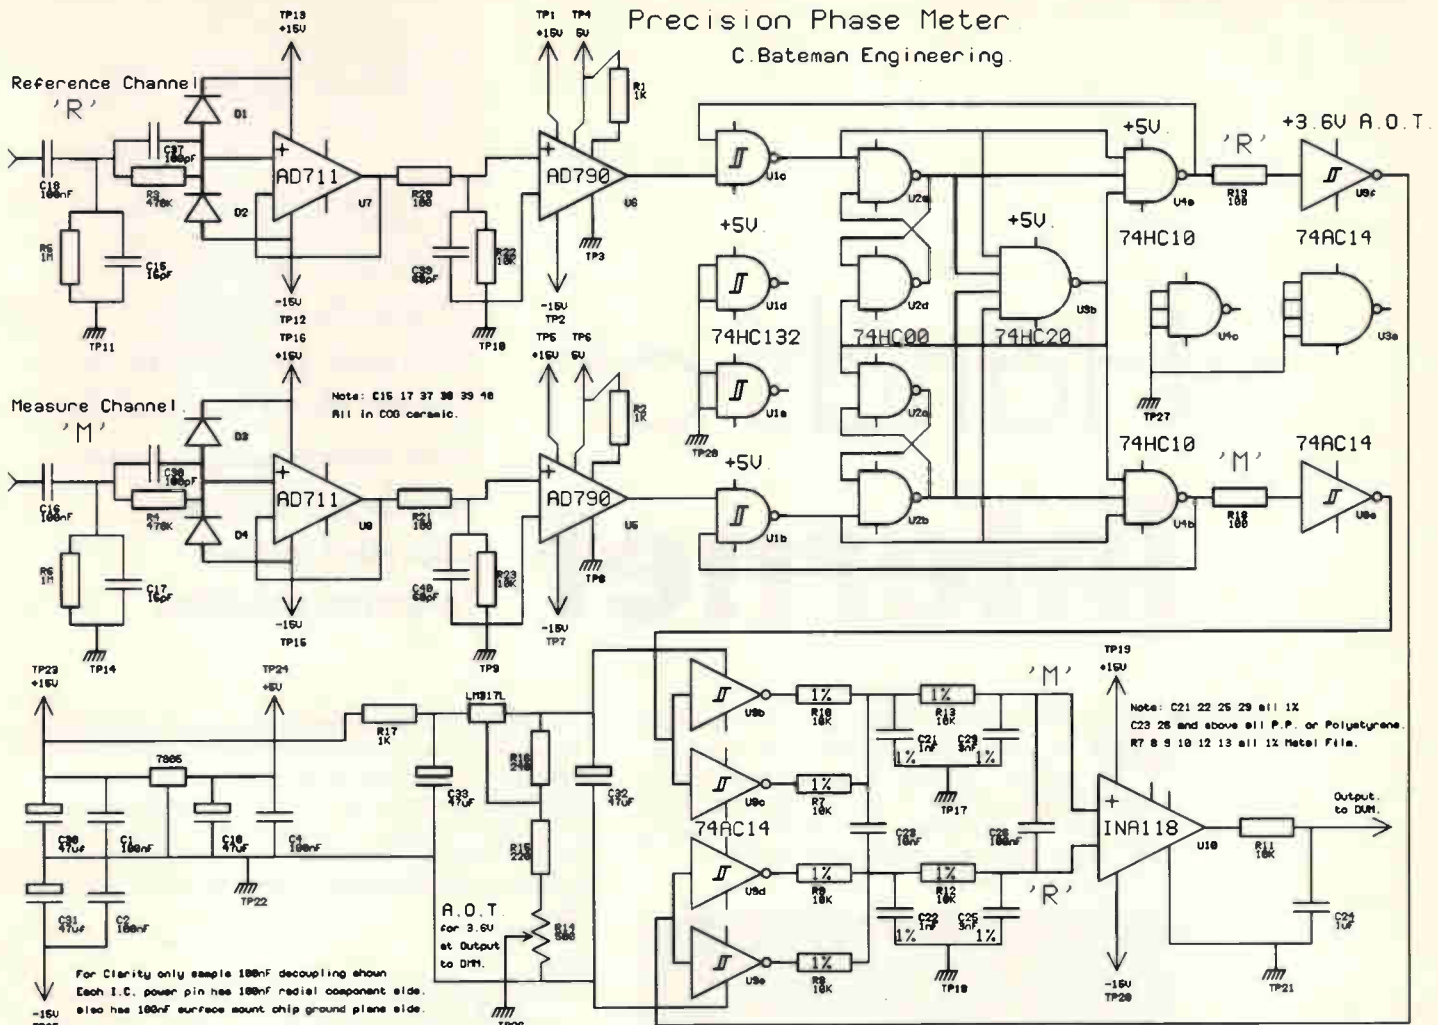 Precision Phase Meter.
C.Bateman Engineering.
Reference Channel
'R'
TP13
+15V
TP1
+15V
TP4
5V
R1
1K
D1
C37
100pF
C18
100nF
R3
470K
D2
AD711
U7
R20
100
AD790
U6
R5
1M
C15
15pF
C39
68pF
R22
10K
TP3
-15V
TP12
-15V
TP2
TP11
TP10
U1c
U2a
+5V.
U4a
'R'
R19
100
+3.6V A.O.T.
U9f
+5V.
U1d
U2d
+5V.
U3b
74HC10
74AC14
U4c
U3a
74HC132
74HC00
74HC20
U1a
U2c
TP28
TP27
Measure Channel.
'M'
TP16
+15V
Note: C15 17 37 38 39 40
All in COG ceramic.
TP5
+15V
TP6
5V
1K
D3
C38
100pF
C16
100nF
R4
470K
D4
AD711
U8
R21
100
AD790
U5
+5V
U1b
U2b
74HC10
U4b
'M'
R18
100
74AC14
R6
1M
C17
15pF
C40
68pF
R23
10K
TP8
-15V
TP15
-15V
TP7
TP14
TP9
TP23
+15V
TP24
+5V
R17
1K
LM317L
7805
C33
47uF
R16
240
C32
47uF
C30
47uf
C1
100nF
47uF
C4
100nF
R15
220
C31
47uf
C2
100nF
TP22
A.O.T.
for 3.6V
at Output
to DMM.
R14
500
For Clarity only sample 100nF decoupling shown
Each I.C. power pin has 100nF radial component side.
also has 100nF surface mount chip ground plane side.
-15V
U9b
1%
R10
10K
1%
R13
10K
'M'
C21
1nF
1%
1%
TP17
U9c
1%
R7
10K
74AC14
C23
10nF
C26
100nF
U9d
1%
10K
1%
R12
10K
'R'
C22
1nF
1%
C25
1%
TP18
1%
10K
TP19
+15V
Note: C21 22 25 29 all 1%
C23 26 and above all P.P. or Polystyrene.
R7 8 9 10 12 13 all 1% Metal Film.
INA118
U10
R11
10K
Output.
to DVM.
C24
1uF
-15V
TP20
TP21